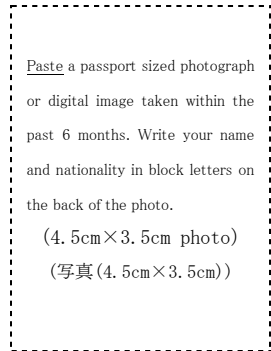 Paste a passport sized photograph
or digital image taken within the
past 6 months. Write your name
and nationality in block letters on
the back of the photo.
(4.5cm×3.5cm photo)
(写真(4.5cm×3.5cm))